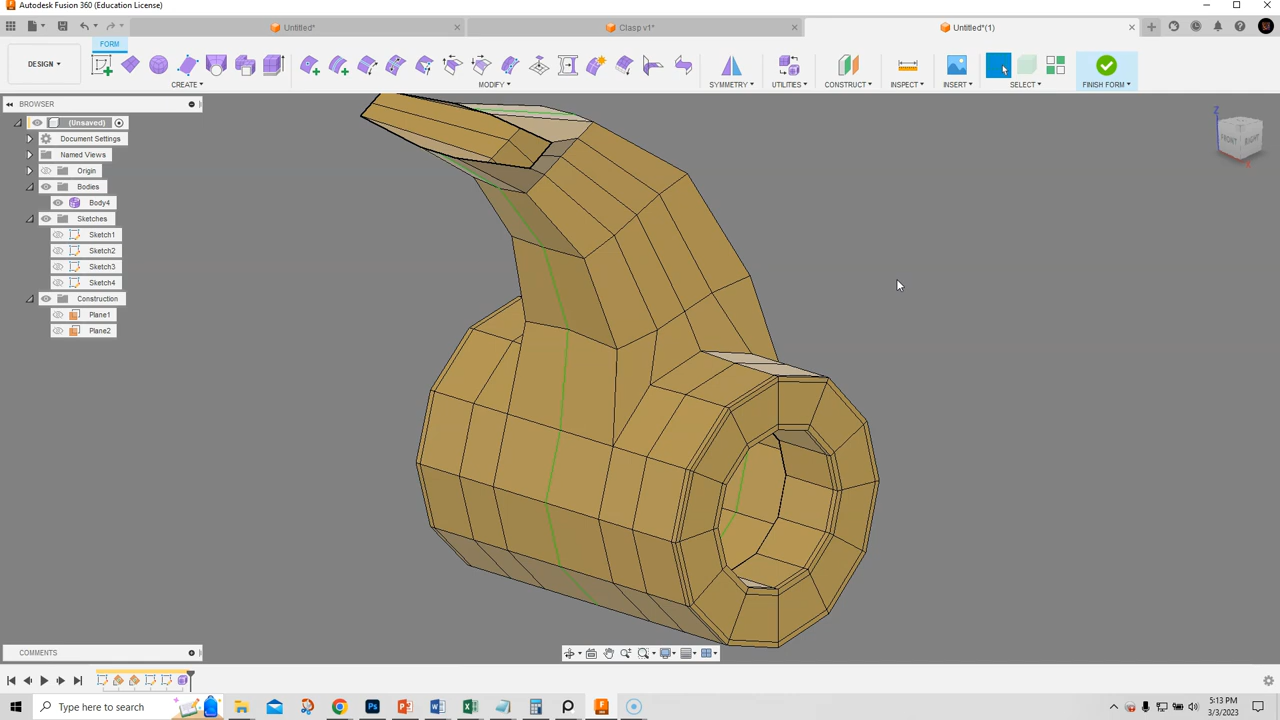 Autodesk Fusion 360 (Education License)
Untitled*
Clasp v1*
Untitled*(1)
FORM
DESIGN
CREATE
MODIFY
SYMMETRY
UTILITIES
CONSTRUCT
INSPECT
INSERT
SELECT
FINISH FORM
BROWSER
(Unsaved)
Document Settings
Named Views
Origin
Bodies
Body4
Sketches
Sketch1
Sketch2
Sketch3
Sketch4
Construction
Plane1
Plane2
Z
FRONT
RIGHT
X
COMMENTS
Type here to search
5:13 PM
3/3/2023